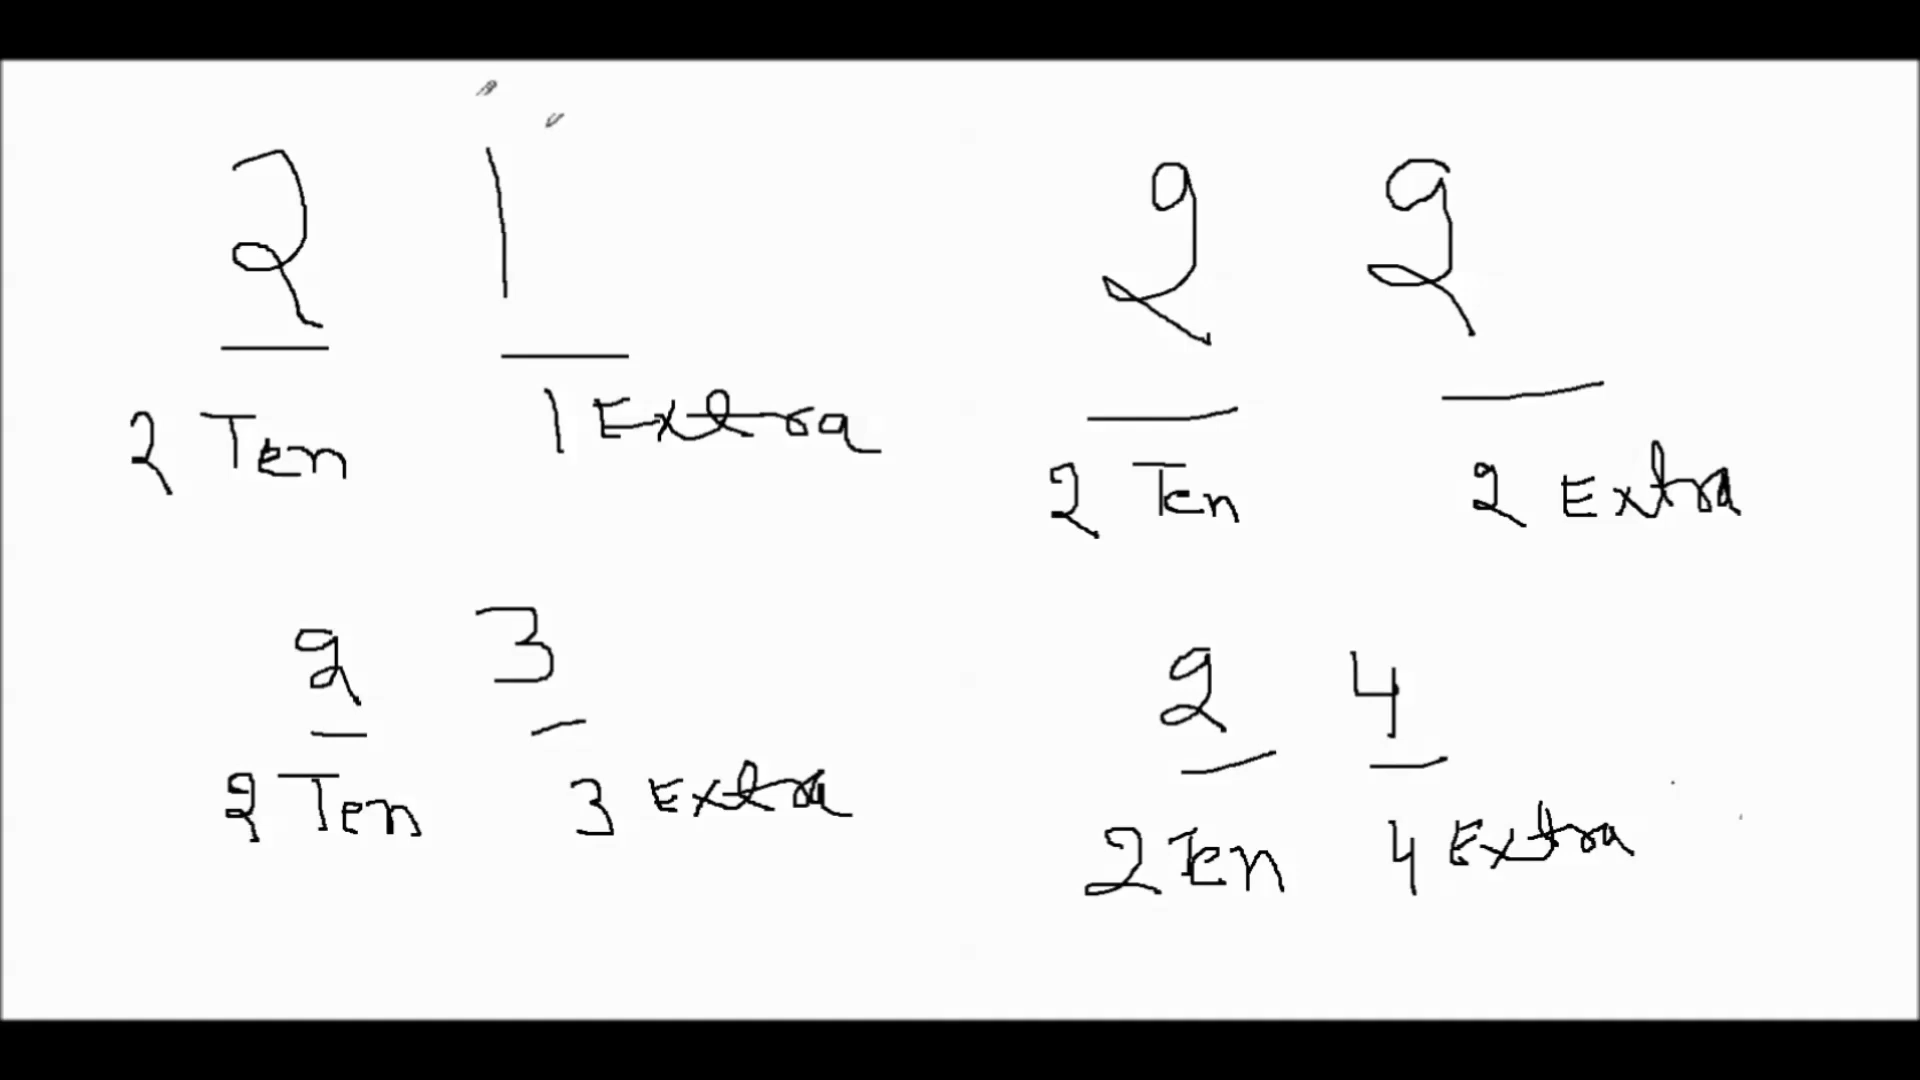 2 1
2 Ten 1 Extra
2 2
2 Ten 2 Extra
2 3
2 Ten 3 Extra
2 4
2 Ten 4 Extra